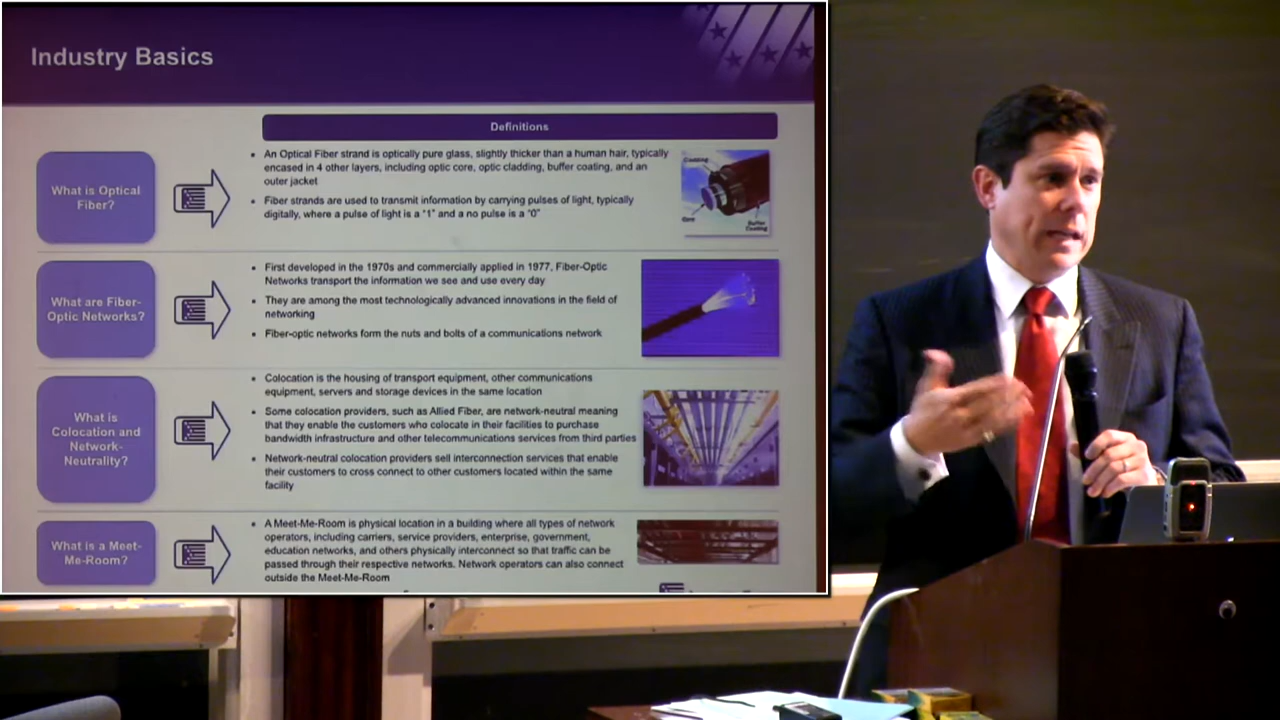 Industry Basics
Definitions
What is Optical
Fiber?
• An Optical Fiber strand is optically pure glass, slightly thicker than a human hair, typically
encased in 4 other layers, including optic core, optic cladding, buffer coating, and an
outer jacket
• Fiber strands are used to transmit information by carrying pulses of light, typically
digitally, where a pulse of light is a "1" and a no pulse is a "0"
Core
Buffer
Coating
What are Fiber-
Optic Networks?
• First developed in the 1970s and commercially applied in 1977, Fiber-Optic
Networks transport the information we see and use every day
• They are among the most technologically advanced innovations in the field of
networking
• Fiber-optic networks form the nuts and bolts of a communications network
What is
Colocation and
Network-
Neutrality?
• Colocation is the housing of transport equipment, other communications
equipment, servers and storage devices in the same location
• Some colocation providers, such as Allied Fiber, are network-neutral meaning
that they enable the customers who colocate in their facilities to purchase
bandwidth infrastructure and other telecommunications services from third parties
• Network-neutral colocation providers sell interconnection services that enable
their customers to cross connect to other customers located within the same
facility
What is a Meet-
Me-Room?
• A Meet-Me-Room is physical location in a building where all types of network
operators, including carriers, service providers, enterprise, government,
education networks, and others physically interconnect so that traffic can be
passed through their respective networks. Network operators can also connect
outside the Meet-Me-Room